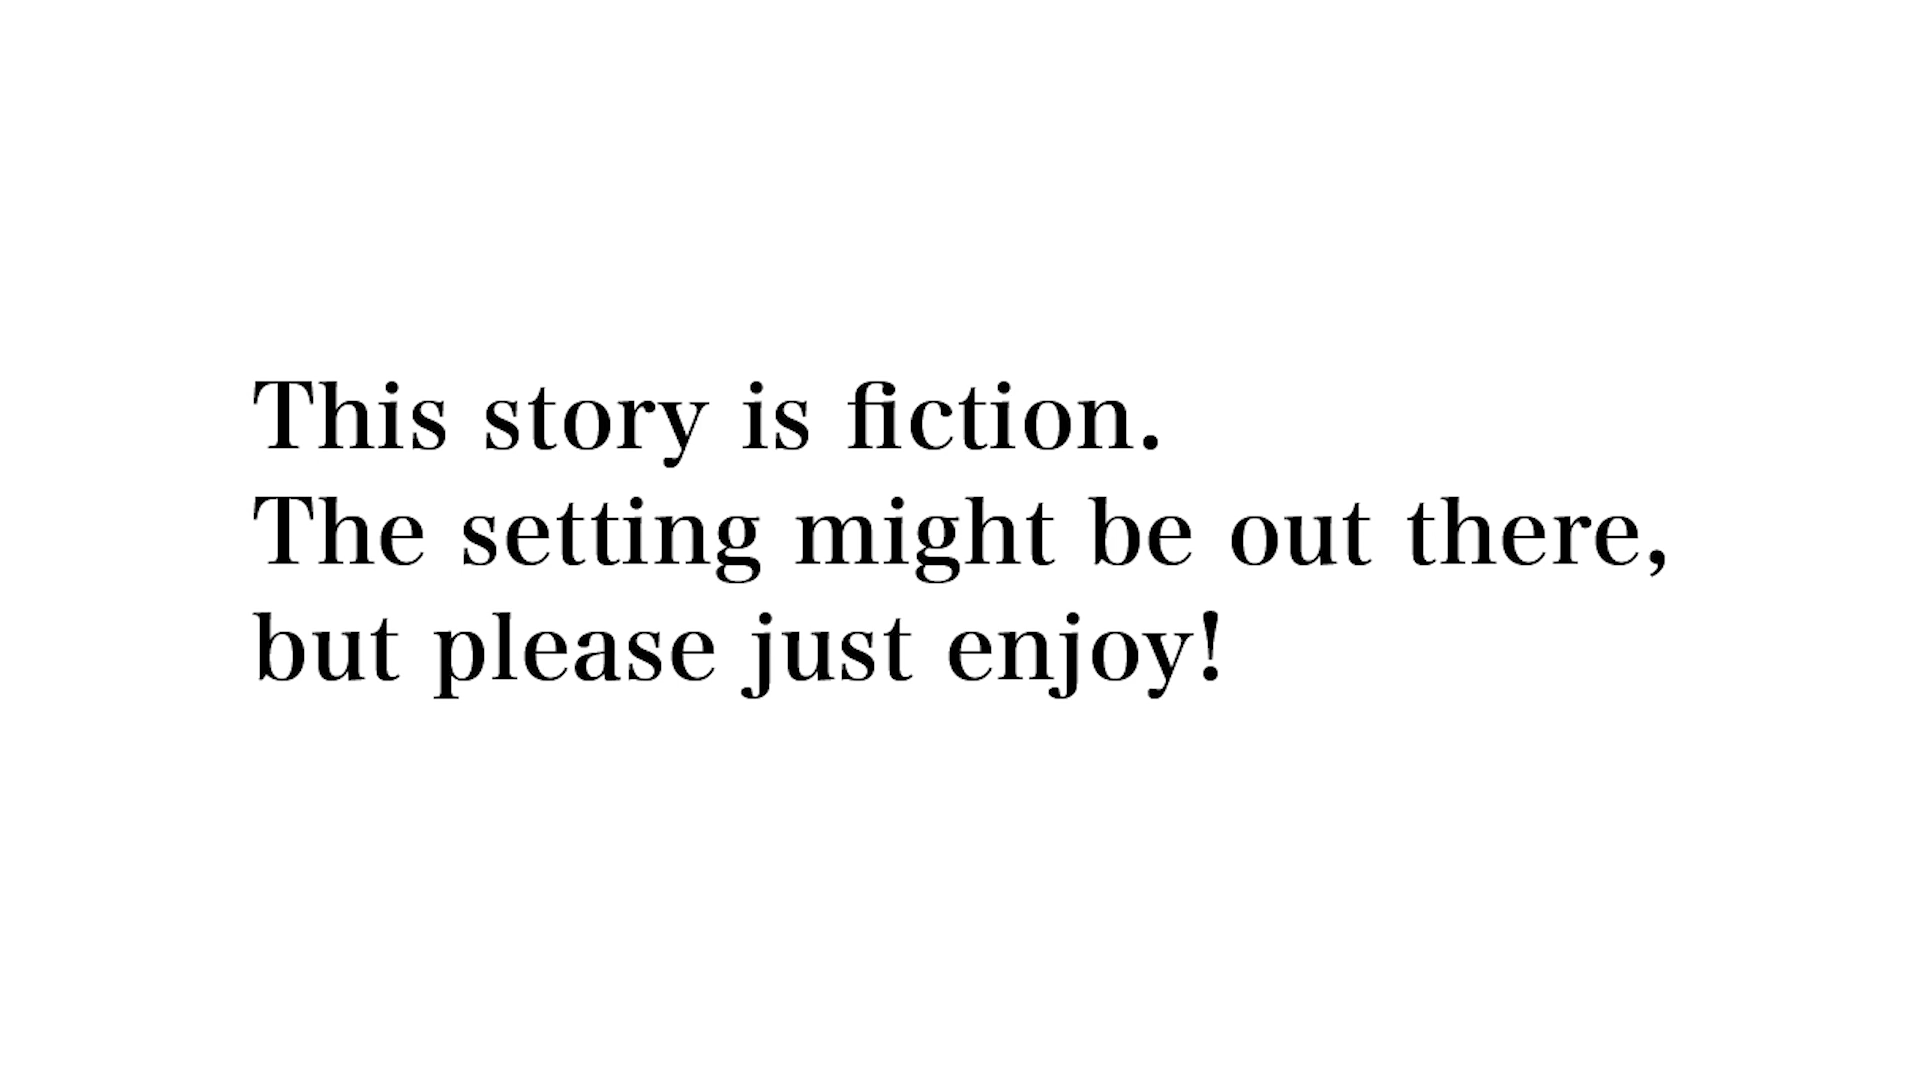 This story is fiction.
The setting might be out there,
but please just enjoy!